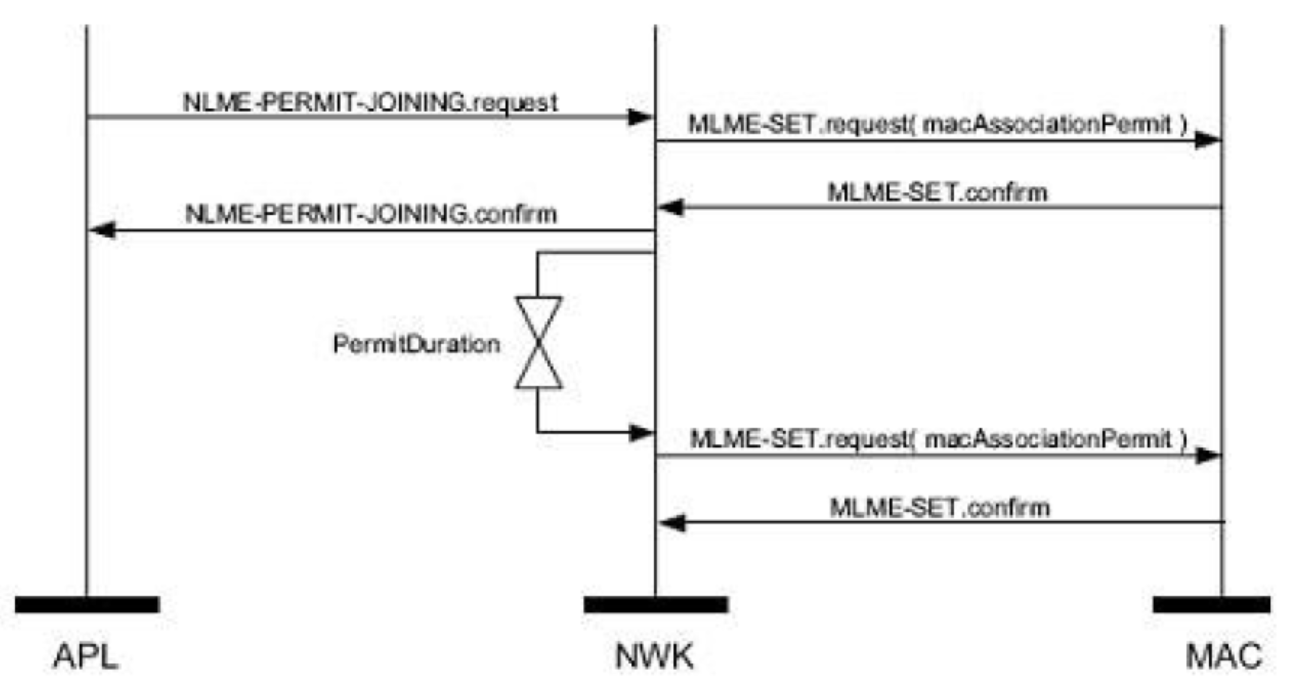 NLME-PERMIT-JOINING.request
MLME-SET.request( macAssociationPermit )
MLME-SET.confirm
NLME-PERMIT-JOINING.confirm
PermitDuration
MLME-SET.request( macAssociationPermit )
MLME-SET.confirm
APL NWK MAC